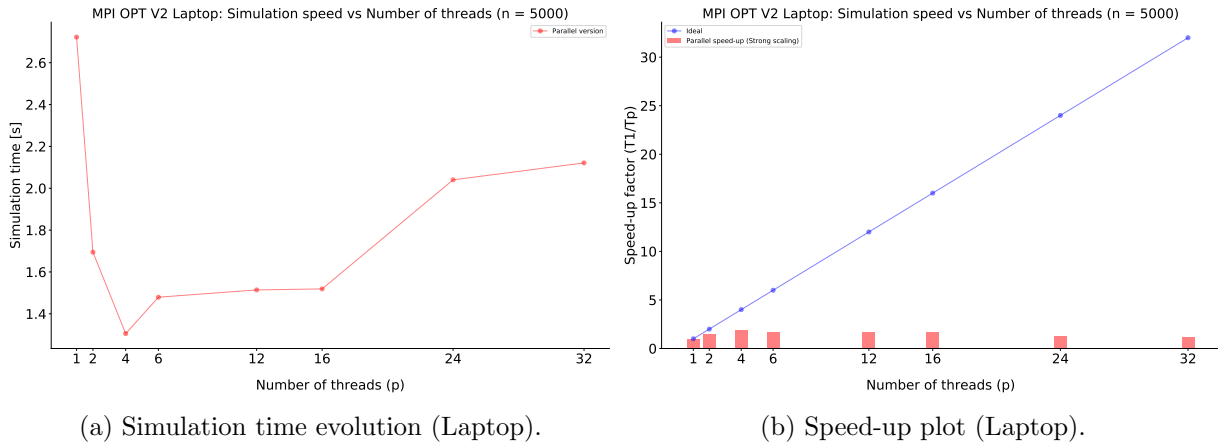 MPI OPT V2 Laptop: Simulation speed vs Number of threads (n = 5000)
Parallel version
Simulation time [s]
2.6
2.4
2.2
2.0
1.8
1.6
1.4
1 2 4 6 12 16 24 32
Number of threads (p)
(a) Simulation time evolution (Laptop).
MPI OPT V2 Laptop: Simulation speed vs Number of threads (n = 5000)
Ideal
Parallel speed-up (Strong scaling)
Speed-up factor (T1/Tp)
30
25
20
15
10
5
0
1 2 4 6 12 16 24 32
Number of threads (p)
(b) Speed-up plot (Laptop).